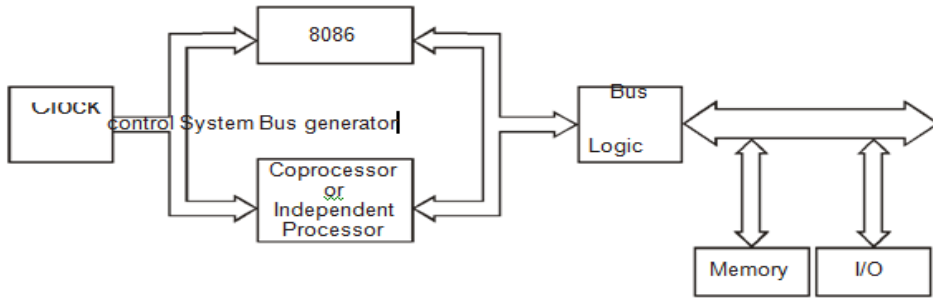 8086
Clock
control System Bus generator
Bus
Logic
Coprocessor
or
Independent
Processor
Memory
I/O